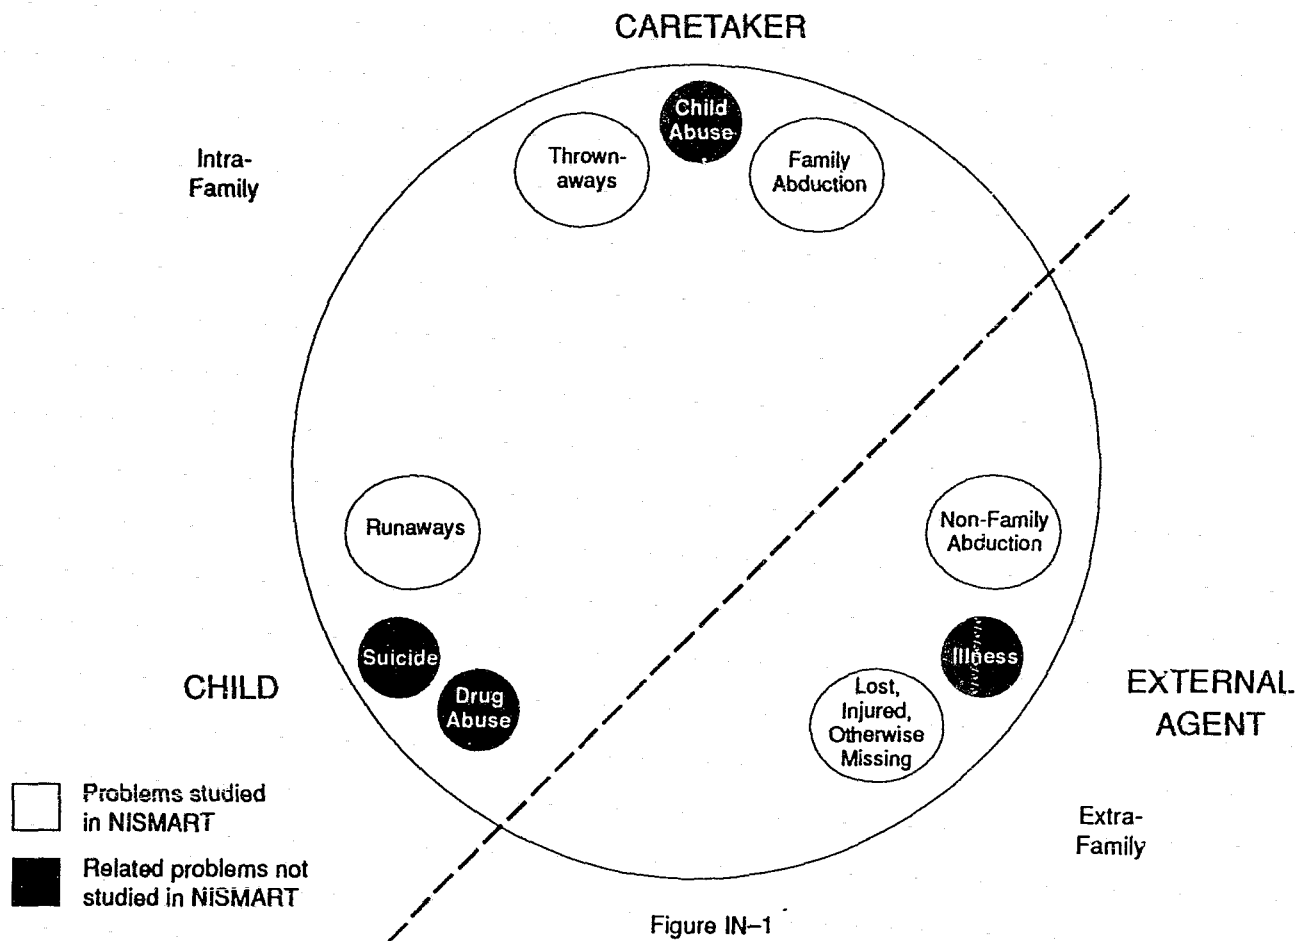 CARETAKER
Intra-
Family
Thrown-
aways
Child
Abuse
Family
Abduction
Runaways
Suicide
Drug
Abuse
CHILD
Non-Family
Abduction
Illness
Lost,
Injured,
Otherwise
Missing
EXTERNAL
AGENT
Extra-
Family
Problems studied
in NISMART
Related problems not
studied in NISMART
Figure IN–1